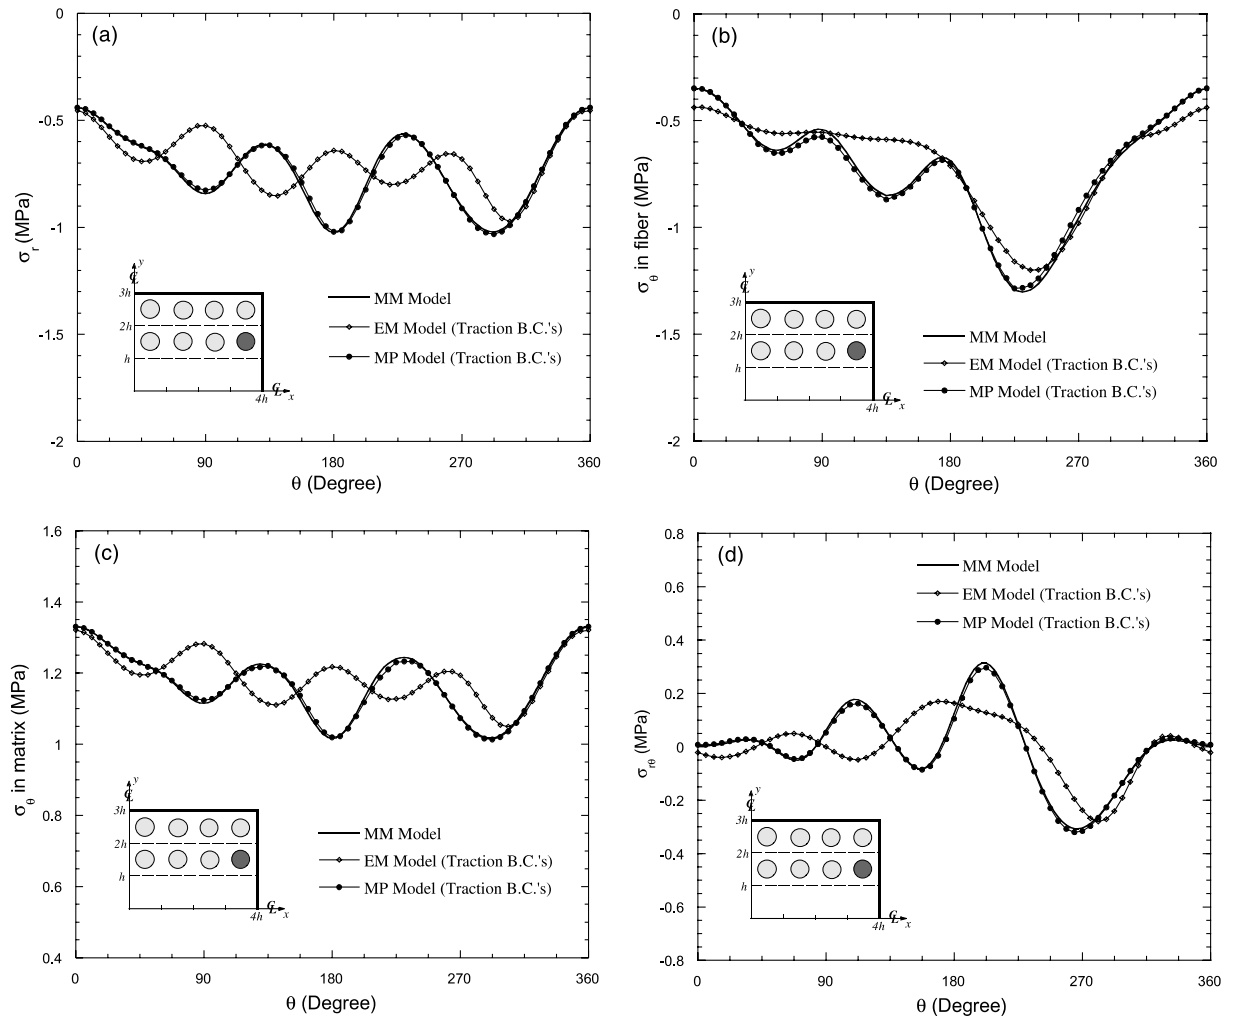 (a)
0
-0.5
-1
-1.5
-2
σr (MPa)
0 90 180 270 360
θ (Degree)
MM Model
EM Model (Traction B.C.'s)
MP Model (Traction B.C.'s)
℄ y
3h
2h
h
4h ℄ x
(b)
0
-0.5
-1
-1.5
-2
σθ in fiber (MPa)
0 90 180 270 360
θ (Degree)
MM Model
EM Model (Traction B.C.'s)
MP Model (Traction B.C.'s)
℄ y
3h
2h
h
4h ℄ x
(c)
1.6
1.4
1.2
1
0.8
0.6
0.4
σθ in matrix (MPa)
0 90 180 270 360
θ (Degree)
MM Model
EM Model (Traction B.C.'s)
MP Model (Traction B.C.'s)
℄ y
3h
2h
h
4h ℄ x
(d)
0.8
0.6
0.4
0.2
0
-0.2
-0.4
-0.6
-0.8
σrθ (MPa)
0 90 180 270 360
θ (Degree)
MM Model
EM Model (Traction B.C.'s)
MP Model (Traction B.C.'s)
℄ y
3h
2h
h
4h ℄ x